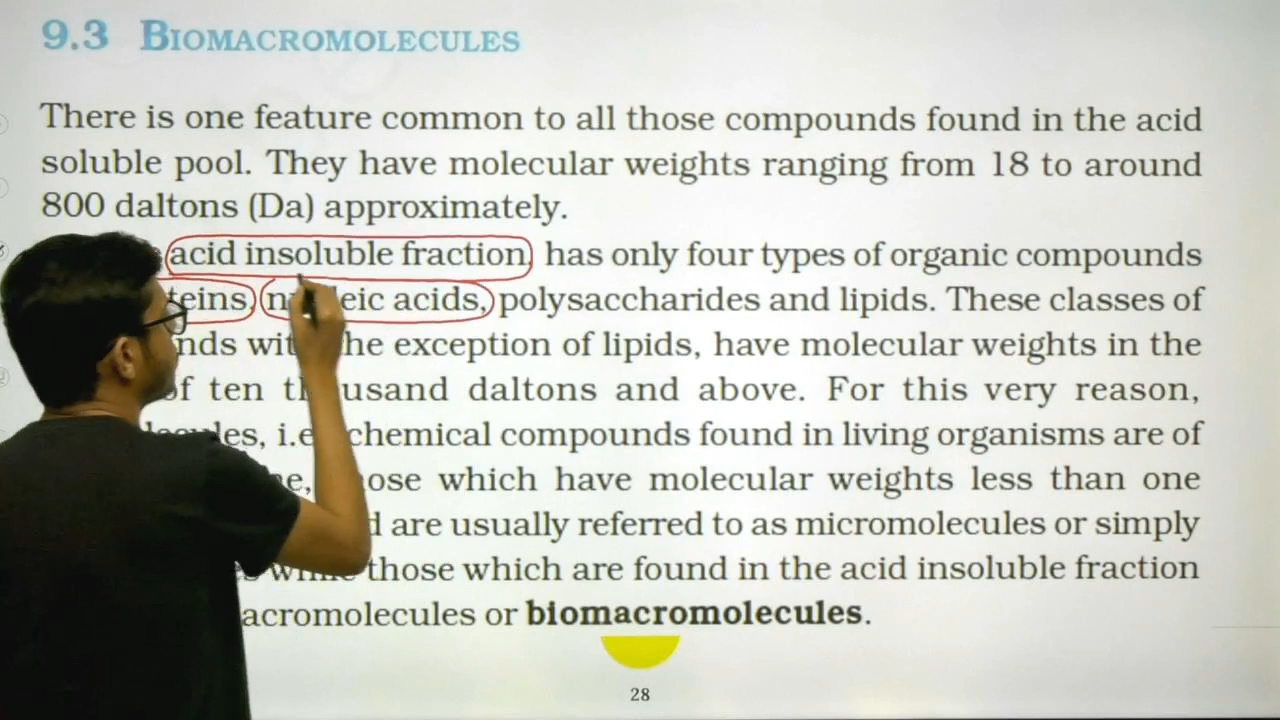 9.3 BIOMACROMOLECULES
There is one feature common to all those compounds found in the acid
soluble pool. They have molecular weights ranging from 18 to around
800 daltons (Da) approximately.
acid insoluble fraction, has only four types of organic compounds
acids, polysaccharides and lipids. These classes of
the exception of lipids, have molecular weights in the
of ten daltons and above. For this very reason,
i.e. chemical compounds found in living organisms are of
which have molecular weights less than one
are usually referred to as micromolecules or simply
while those which are found in the acid insoluble fraction
or biomacromolecules.
28